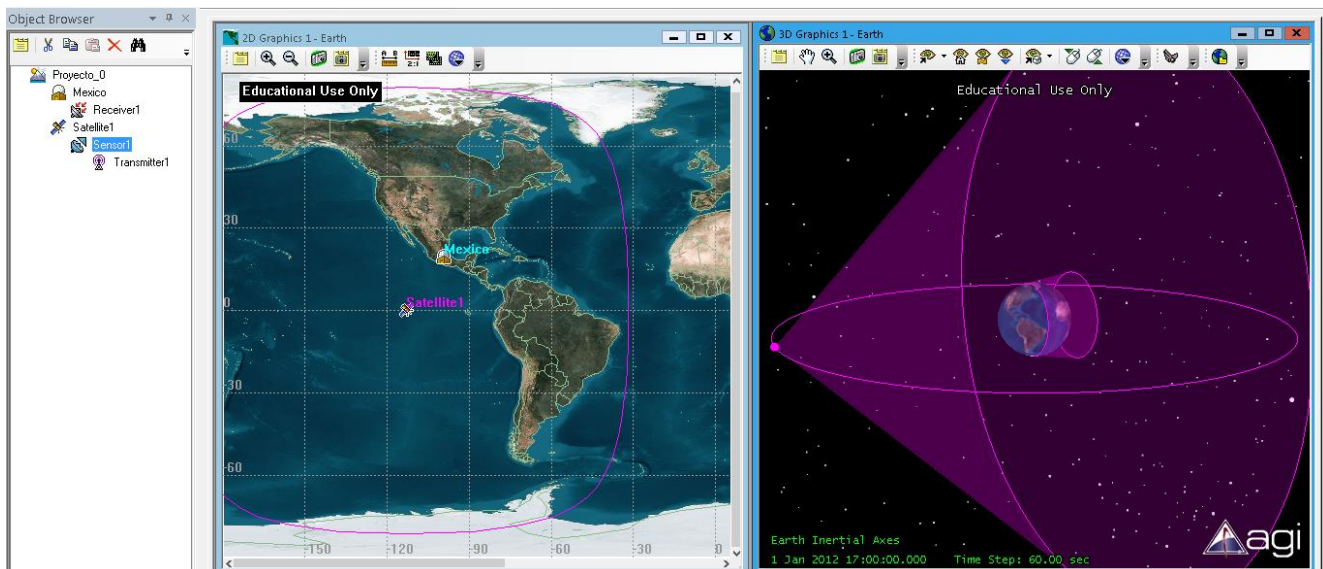 Object Browser
Proyecto_0
Mexico
Receiver1
Satellite1
Sensor1
Transmitter1
2D Graphics 1 - Earth
Educational Use Only
60
30
Mexico
0
Satellite1
-30
-60
-150
-120
-90
-60
-30
0
3D Graphics 1 - Earth
Educational Use Only
Earth Inertial Axes
1 Jan 2012 17:00:00.000
Time Step: 60.00 sec
agi